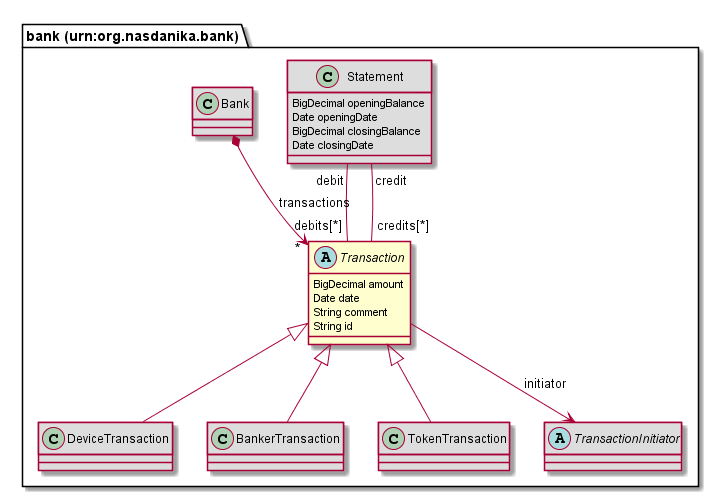 bank (urn:org.nasdanika.bank)
C Statement
BigDecimal openingBalance
Date openingDate
BigDecimal closingBalance
Date closingDate
C Bank
debit
credit
transactions
debits[*]
credits[*]
*
A Transaction
BigDecimal amount
Date date
String comment
String id
initiator
C DeviceTransaction
C BankerTransaction
C TokenTransaction
A TransactionInitiator